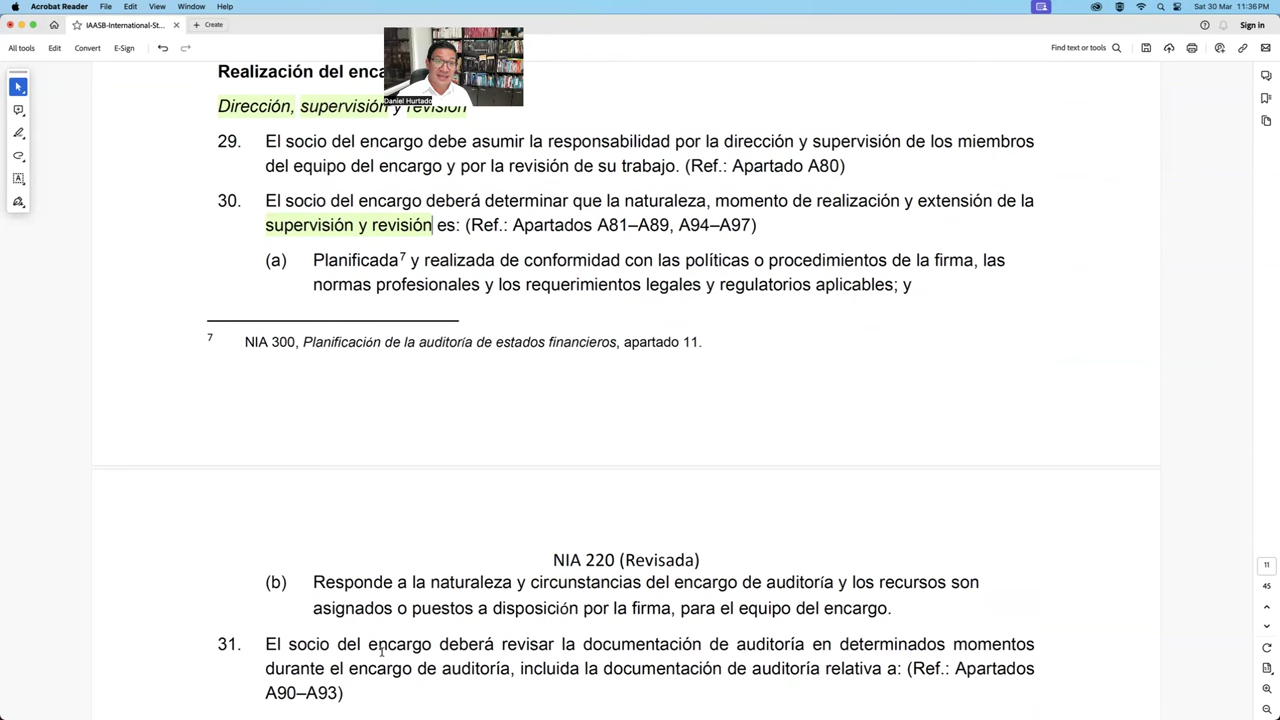 Acrobat Reader File Edit View Window Help Sat 30 Mar 11:36 PM
IAASB-International-St... Create Sign in
All tools Edit Convert E-Sign Find text or tools
Realización del enca
Daniel Hurtado
Dirección, supervisión y revisión
29. El socio del encargo debe asumir la responsabilidad por la dirección y supervisión de los miembros
del equipo del encargo y por la revisión de su trabajo. (Ref.: Apartado A80)
30. El socio del encargo deberá determinar que la naturaleza, momento de realización y extensión de la
supervisión y revisión es: (Ref.: Apartados A81–A89, A94–A97)
(a) Planificada7 y realizada de conformidad con las políticas o procedimientos de la firma, las
normas profesionales y los requerimientos legales y regulatorios aplicables; y
7 NIA 300, Planificación de la auditoría de estados financieros, apartado 11.
11
45
NIA 220 (Revisada)
(b) Responde a la naturaleza y circunstancias del encargo de auditoría y los recursos son
asignados o puestos a disposición por la firma, para el equipo del encargo.
31. El socio del encargo deberá revisar la documentación de auditoría en determinados momentos
durante el encargo de auditoría, incluida la documentación de auditoría relativa a: (Ref.: Apartados
A90–A93)